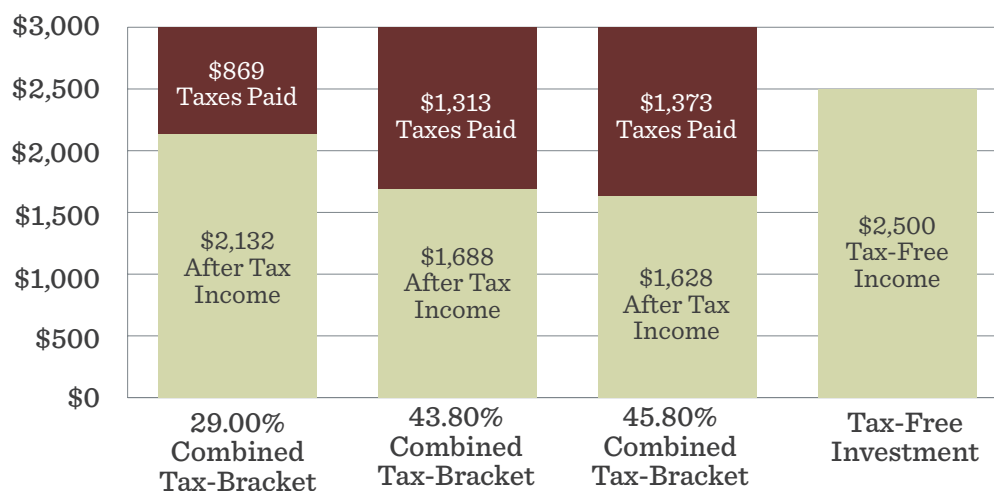 $3,000
$2,500
$2,000
$1,500
$1,000
$500
$0
$869
Taxes Paid
$2,132
After Tax
Income
$1,313
Taxes Paid
$1,688
After Tax
Income
$1,373
Taxes Paid
$1,628
After Tax
Income
$2,500
Tax-Free
Income
29.00%
Combined
Tax-Bracket
43.80%
Combined
Tax-Bracket
45.80%
Combined
Tax-Bracket
Tax-Free
Investment